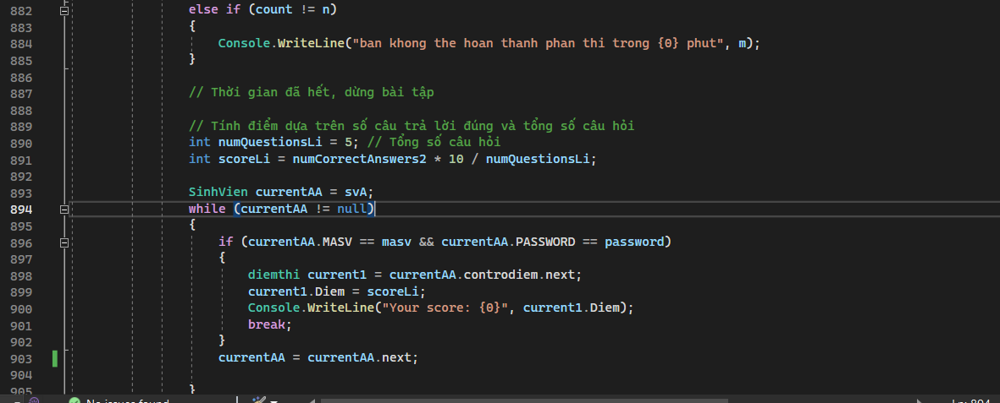 882 else if (count != n)
883 {
884 Console.WriteLine("ban khong the hoan thanh phan thi trong {0} phut", m);
885 }
886
887 // Thời gian đã hết, dừng bài tập
888
889 // Tính điểm dựa trên số câu trả lời đúng và tổng số câu hỏi
890 int numQuestionsLi = 5; // Tổng số câu hỏi
891 int scoreLi = numCorrectAnswers2 * 10 / numQuestionsLi;
892
893 SinhVien currentAA = svA;
894 while (currentAA != null)
895 {
896 if (currentAA.MASV == masv && currentAA.PASSWORD == password)
897 {
898 diemthi current1 = currentAA.controdiem.next;
899 current1.Diem = scoreLi;
900 Console.WriteLine("Your score: {0}", current1.Diem);
901 break;
902 }
903 currentAA = currentAA.next;
904
905 }
No issues found
Ln: 894